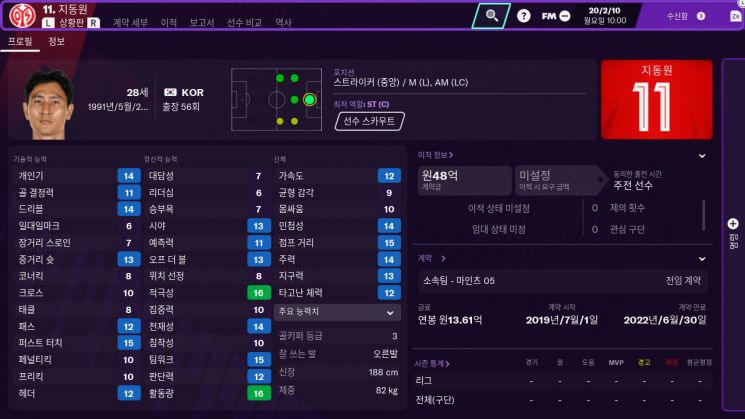 11. 지동원
L 상황판 R 계약 세부 이적 보고서 선수 비교 역사
FM
20/2/10
월요일 10:00
수신함
프로필 정보
28세
1991년/5월/2...
KOR
출장 56회
포지션
스트라이커 (중앙) / M (L), AM (LC)
최적 역할: ST (C)
선수 스카우트
지동원
11
기술적 능력
개인기 14
골 결정력 11
드리블 14
일대일마크 6
장거리 스로인 7
중거리 슛 13
코너킥 8
크로스 10
태클 8
패스 12
퍼스트 터치 15
페널티킥 10
프리킥 10
헤더 12
정신적 능력
대담성 7
리더십 6
승부욕 7
시야 13
예측력 11
오프 더 볼 13
위치 선정 8
적극성 16
집중력 10
천재성 14
침착성 10
팀워크 15
판단력 12
활동량 16
신체
가속도 12
균형 감각 9
몸싸움 10
민첩성 14
점프 거리 15
주력 14
지구력 13
타고난 체력 12
주요 능력치
골키퍼 등급 3
잘 쓰는 발 오른발
신장 188 cm
체중 82 kg
이적 정보
원48억
계약금
미설정
이적 시 요구 금액
동의한 출전 시간
주전 선수
이적 상태 미설정 0 제의 횟수
임대 상태 미정 0 관심 구단
계약
소속팀 - 마인츠 05 전임 계약
급료
연봉 원13.61억
계약 시작
2019/7월/1일
계약 만료
2022/6월/30일
시즌 통계 경기 골 도움 MVP 경고 퇴장 평균평점
리그 - - - - - - -
전체(구단) - - - - - - -